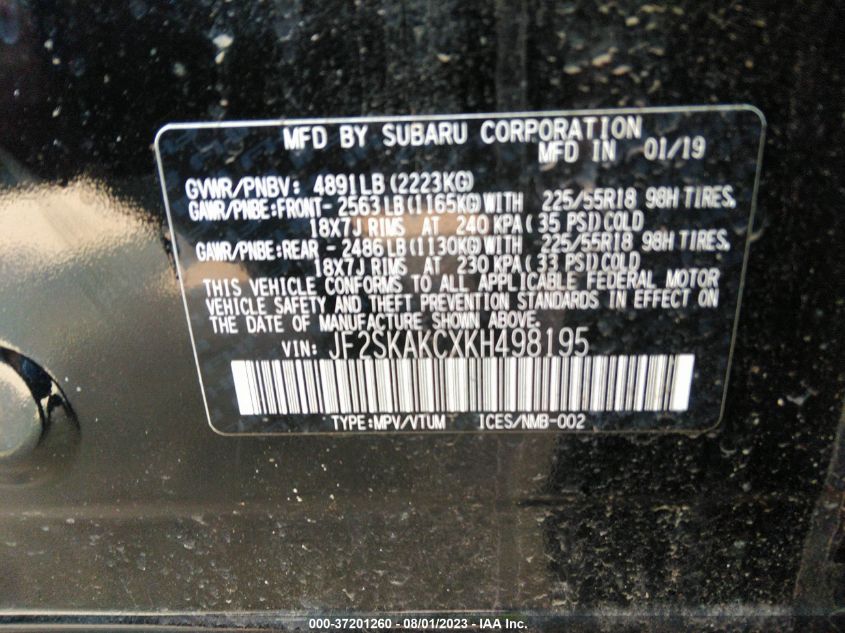 MFD BY SUBARU CORPORATION
MFD IN 01/19
GVWR/PNBV: 4891LB(2223KG)
GAWR/PNBE:FRONT- 2563LB(1165KG)WITH 225/55R18 98H TIRES.
18X7J RIMS AT 240 KPA( 35 PSI)COLD
GAWR/PNBE:REAR - 2486LB(1130KG)WITH 225/55R18 98H TIRES.
18X7J RIMS AT 230 KPA(33 PSI)COLD
THIS VEHICLE CONFORMS TO ALL APPLICABLE FEDERAL MOTOR
VEHICLE SAFETY AND THEFT PREVENTION STANDARDS IN EFFECT ON
THE DATE OF MANUFACTURE SHOWN ABOVE.
VIN: JF2SKAKCXKH498195
TYPE:MPV/VTUM ICES/NMB-002
000-37201260 - 08/01/2023 - IAA Inc.